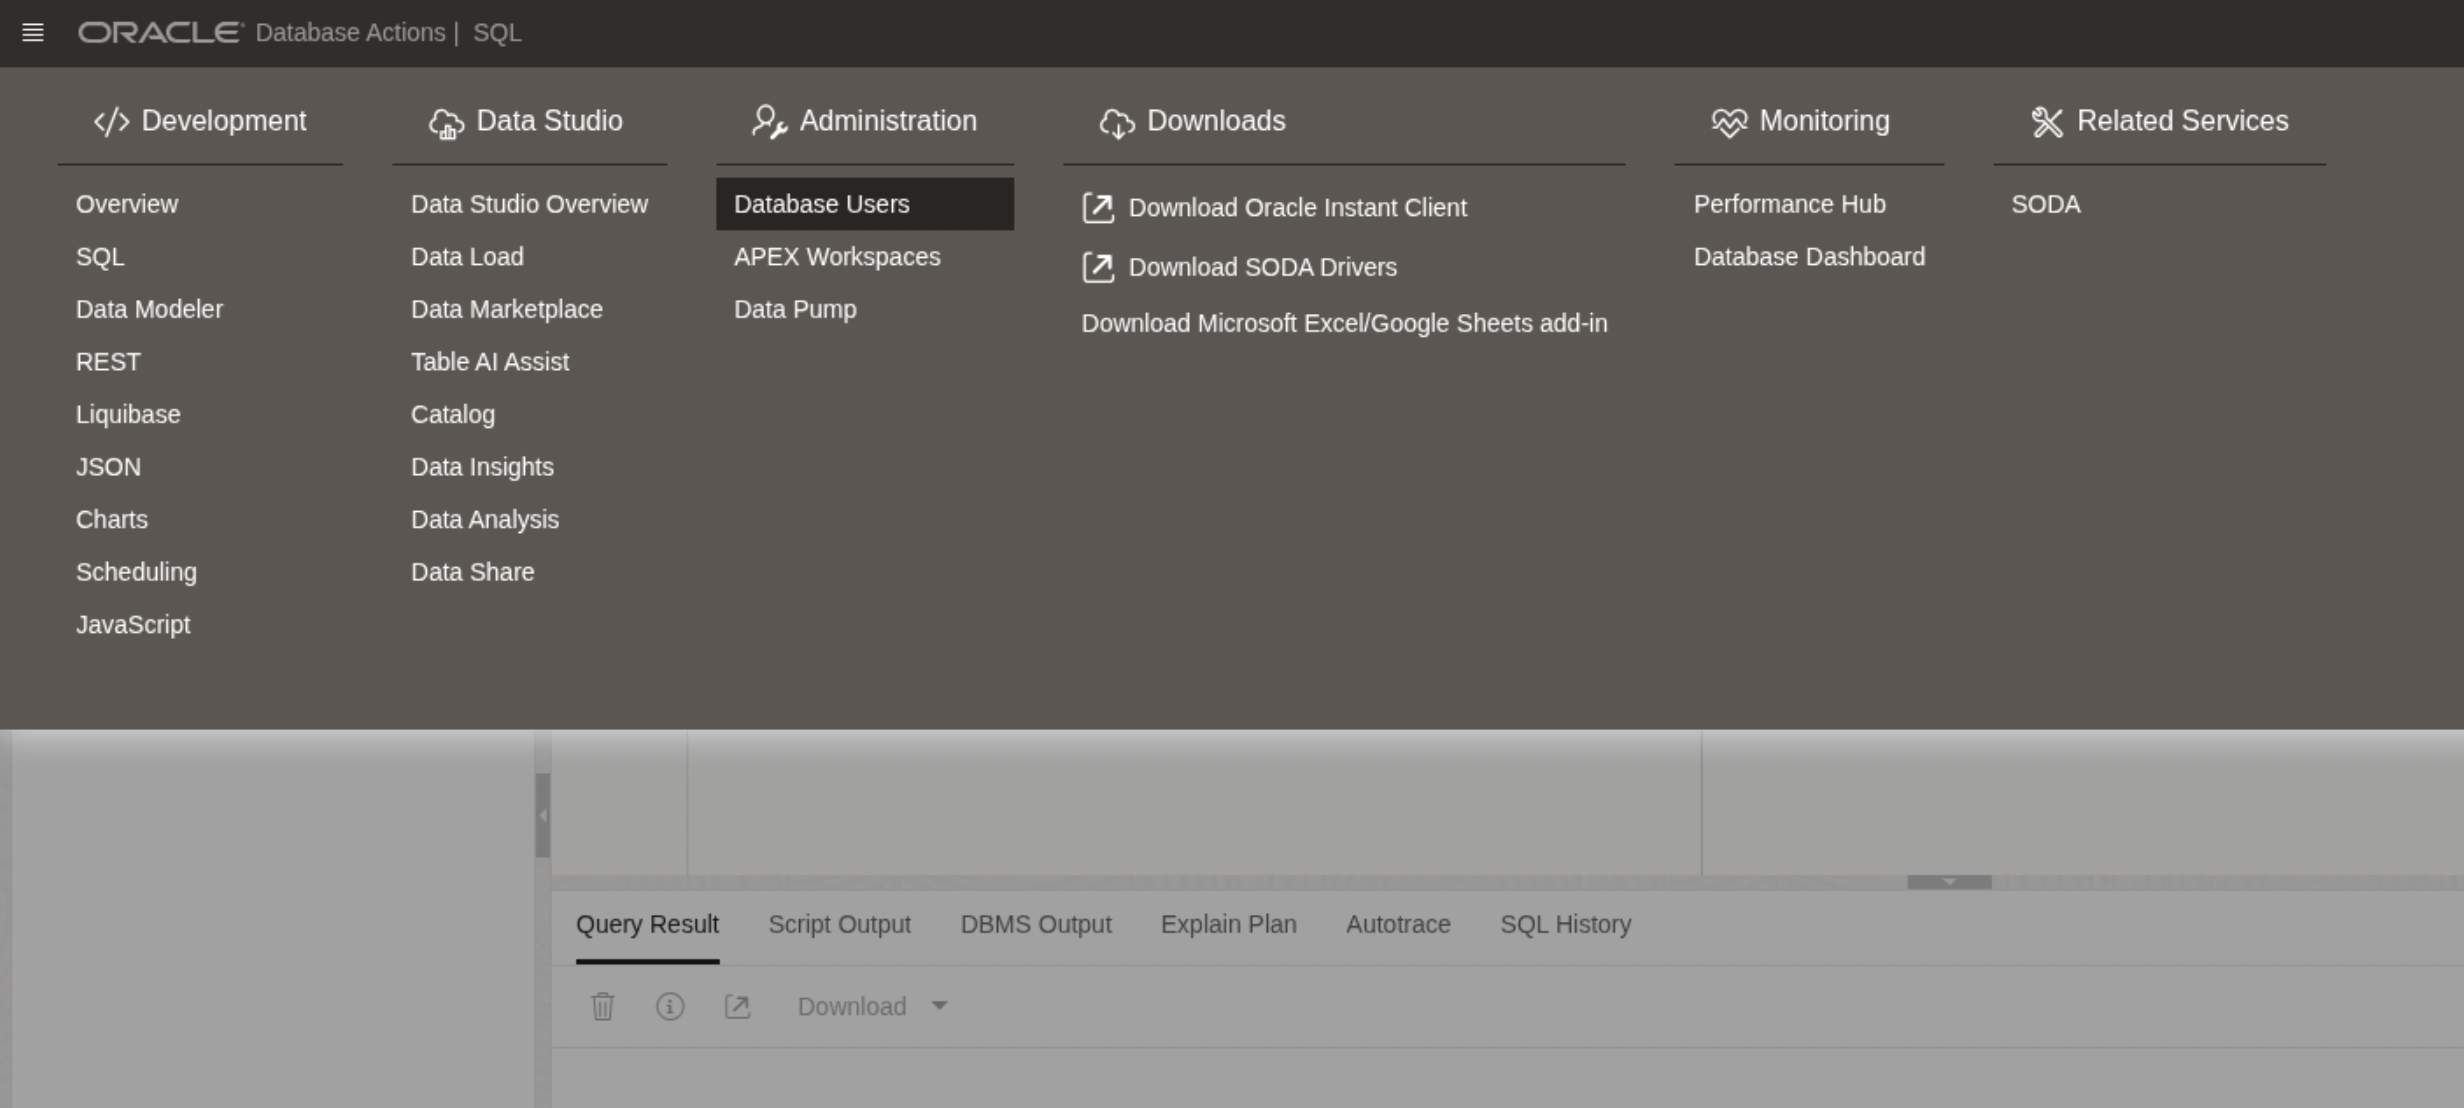 ORACLE Database Actions | SQL
Development
Overview
SQL
Data Modeler
REST
Liquibase
JSON
Charts
Scheduling
JavaScript
Data Studio
Data Studio Overview
Data Load
Data Marketplace
Table AI Assist
Catalog
Data Insights
Data Analysis
Data Share
Administration
Database Users
APEX Workspaces
Data Pump
Downloads
Download Oracle Instant Client
Download SODA Drivers
Download Microsoft Excel/Google Sheets add-in
Monitoring
Performance Hub
Database Dashboard
Related Services
SODA
Query Result Script Output DBMS Output Explain Plan Autotrace SQL History
Download